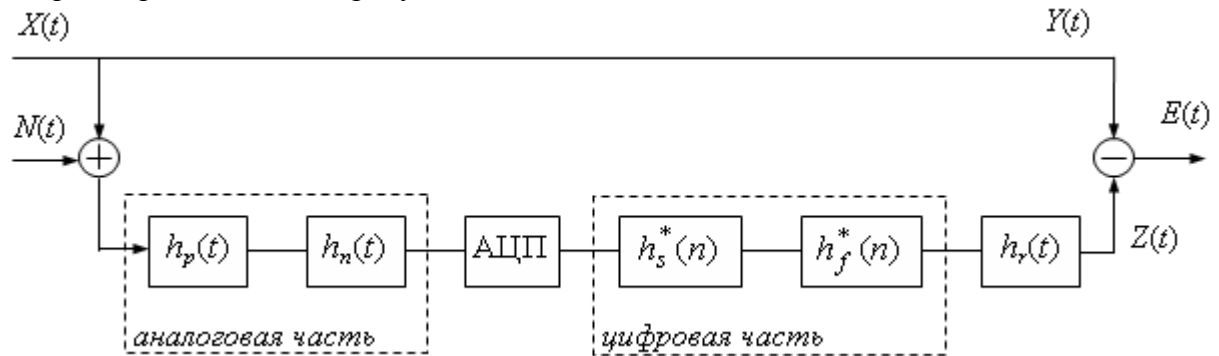 X(t)
Y(t)
N(t)
E(t)
+
−
h_p(t)
h_n(t)
АЦП
h_s^*(n)
h_f^*(n)
h_r(t)
Z(t)
аналоговая часть
цифровая часть